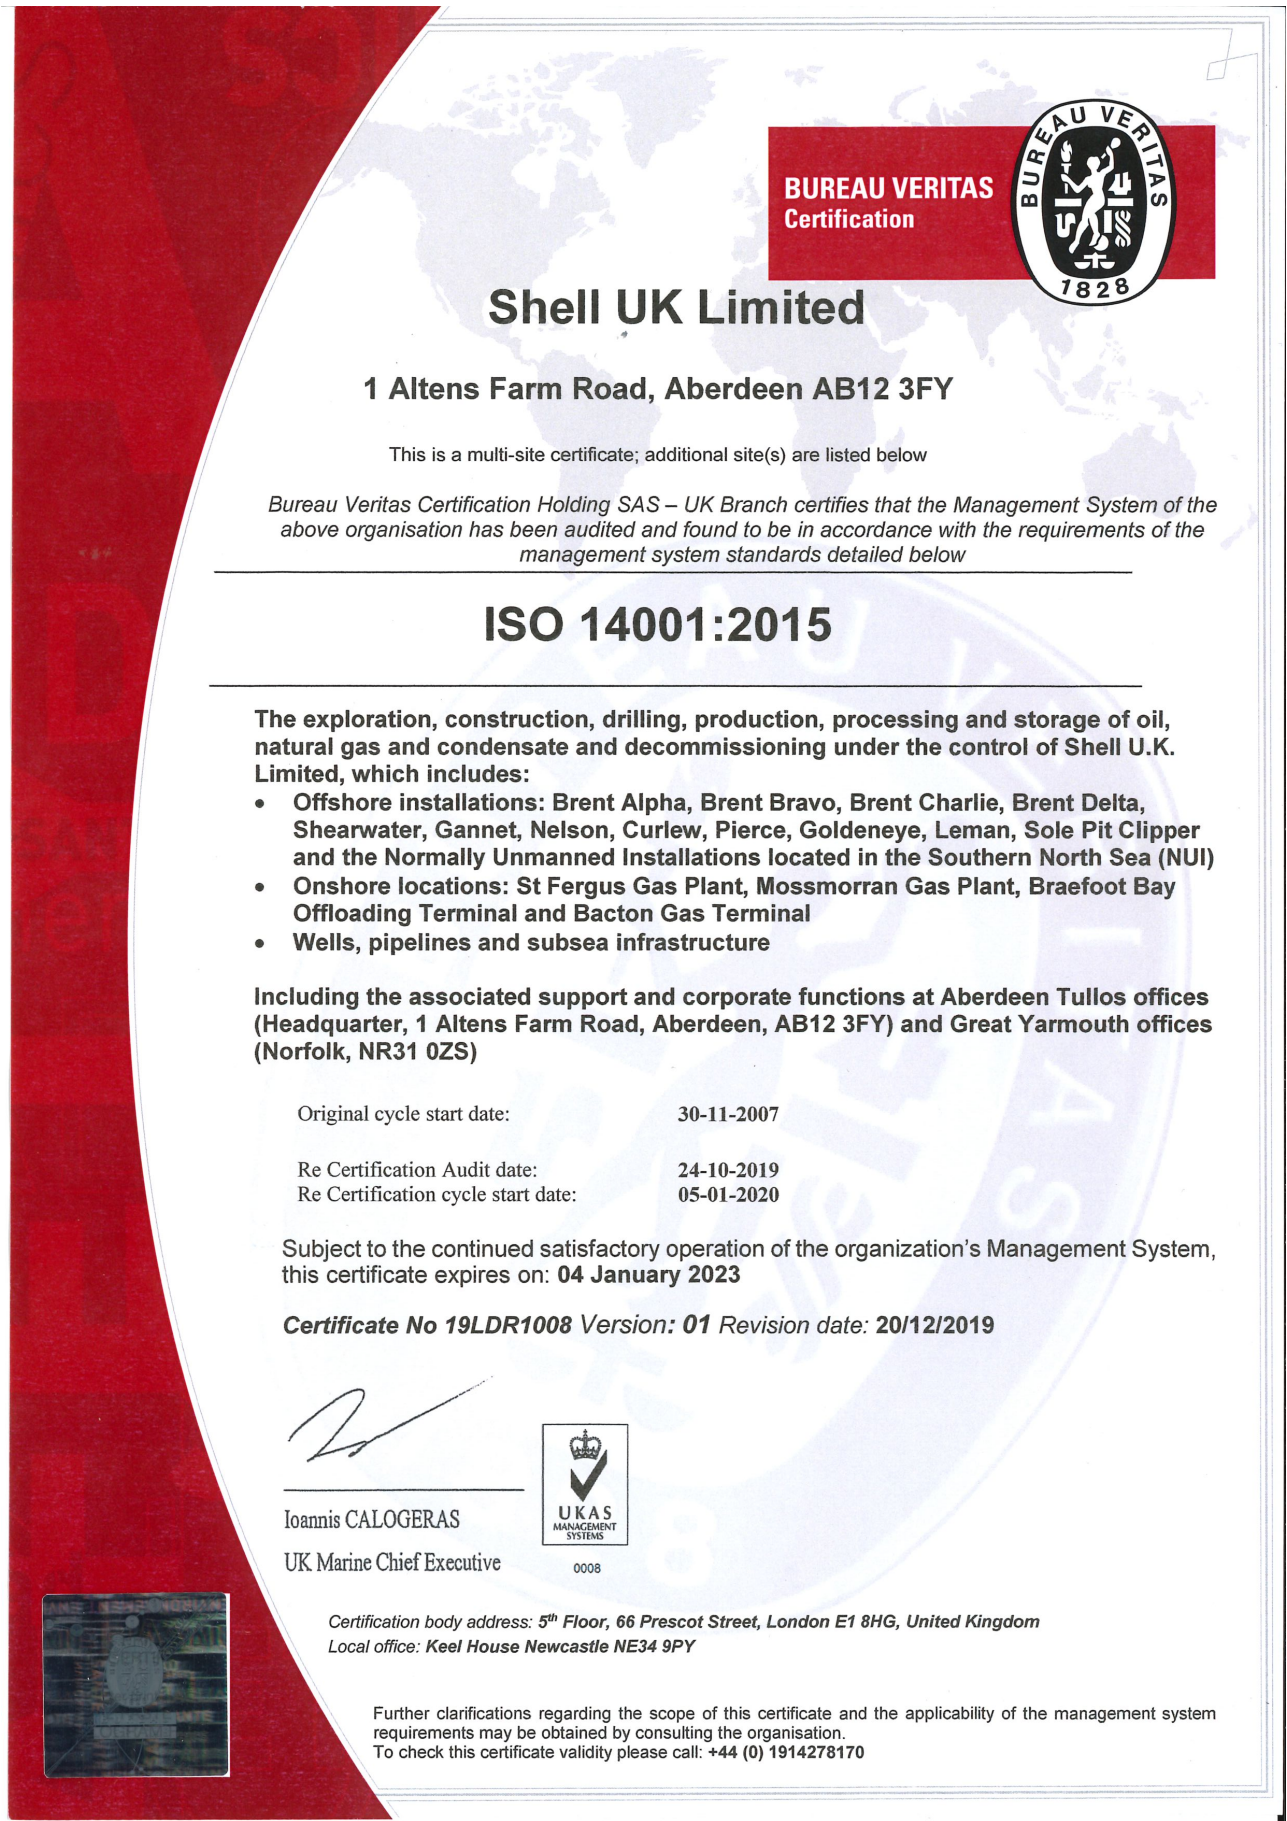 BUREAU VERITAS
Certification
BUREAU VERITAS
1828
Shell UK Limited
1 Altens Farm Road, Aberdeen AB12 3FY
This is a multi-site certificate; additional site(s) are listed below
Bureau Veritas Certification Holding SAS – UK Branch certifies that the Management System of the
above organisation has been audited and found to be in accordance with the requirements of the
management system standards detailed below
ISO 14001:2015
The exploration, construction, drilling, production, processing and storage of oil,
natural gas and condensate and decommissioning under the control of Shell U.K.
Limited, which includes:
• Offshore installations: Brent Alpha, Brent Bravo, Brent Charlie, Brent Delta,
Shearwater, Gannet, Nelson, Curlew, Pierce, Goldeneye, Leman, Sole Pit Clipper
and the Normally Unmanned Installations located in the Southern North Sea (NUI)
• Onshore locations: St Fergus Gas Plant, Mossmorran Gas Plant, Braefoot Bay
Offloading Terminal and Bacton Gas Terminal
• Wells, pipelines and subsea infrastructure
Including the associated support and corporate functions at Aberdeen Tullos offices
(Headquarter, 1 Altens Farm Road, Aberdeen, AB12 3FY) and Great Yarmouth offices
(Norfolk, NR31 0ZS)
Original cycle start date: 30-11-2007
Re Certification Audit date: 24-10-2019
Re Certification cycle start date: 05-01-2020
Subject to the continued satisfactory operation of the organization's Management System,
this certificate expires on: 04 January 2023
Certificate No 19LDR1008 Version: 01 Revision date: 20/12/2019
Ioannis CALOGERAS
UK Marine Chief Executive
UKAS
MANAGEMENT
SYSTEMS
0008
Certification body address: 5th Floor, 66 Prescot Street, London E1 8HG, United Kingdom
Local office: Keel House Newcastle NE34 9PY
Further clarifications regarding the scope of this certificate and the applicability of the management system
requirements may be obtained by consulting the organisation.
To check this certificate validity please call: +44 (0) 1914278170